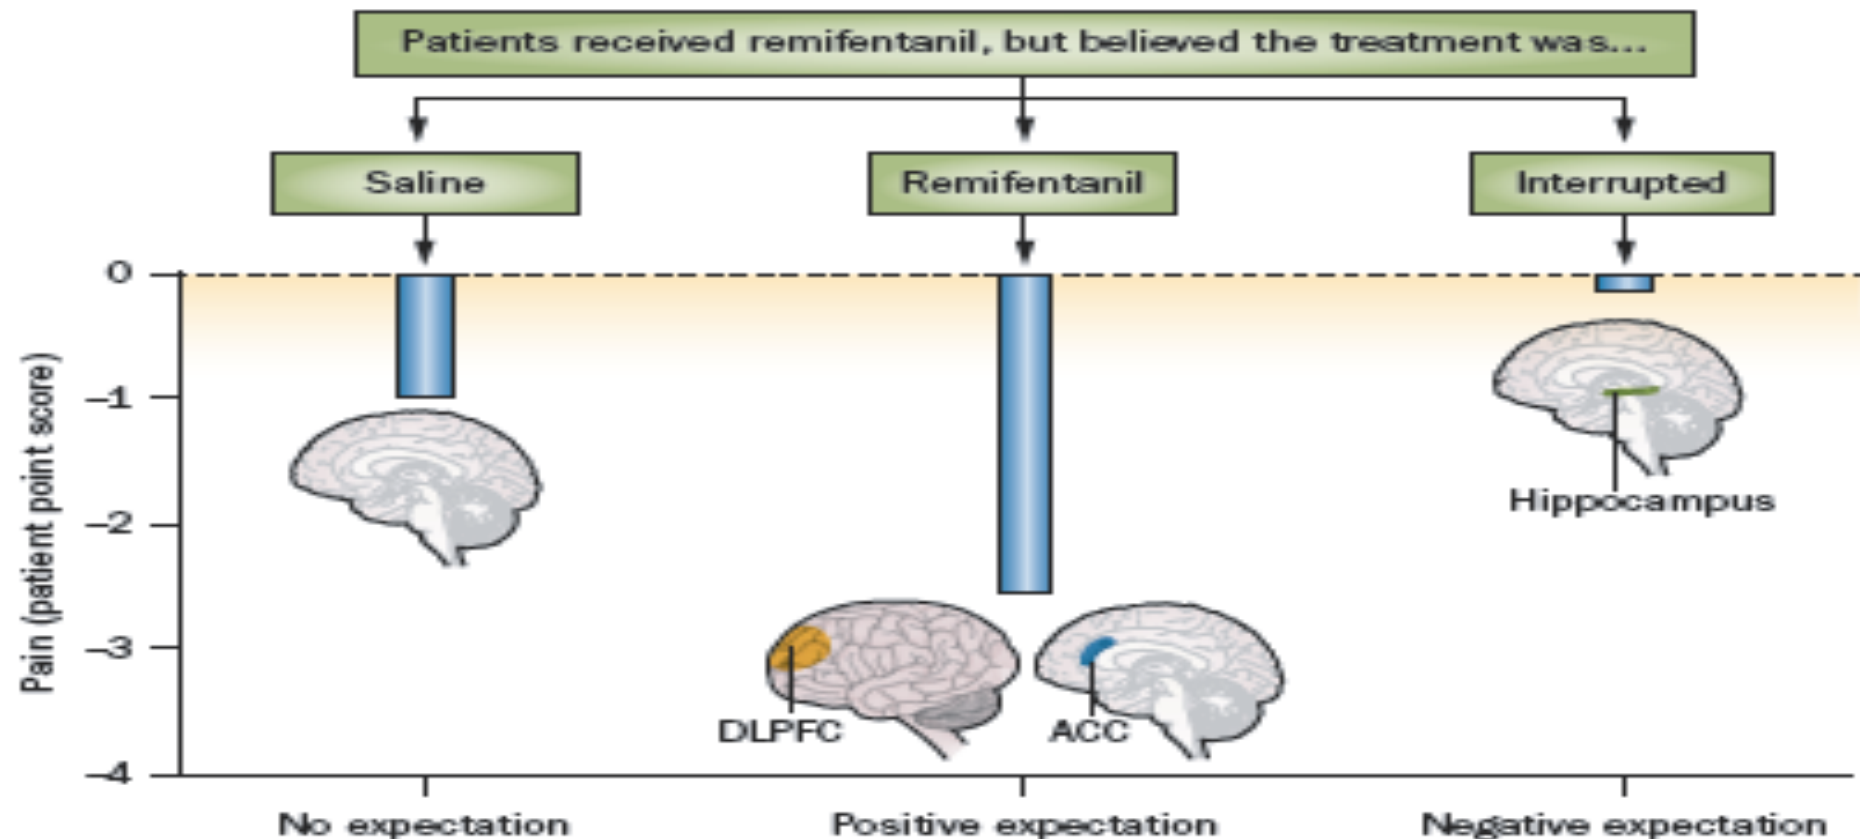 Patients received remifentanil, but believed the treatment was...
Saline
Remifentanil
Interrupted
Pain (patient point score)
0
–1
–2
–3
–4
Hippocampus
DLPFC
ACC
No expectation
Positive expectation
Negative expectation